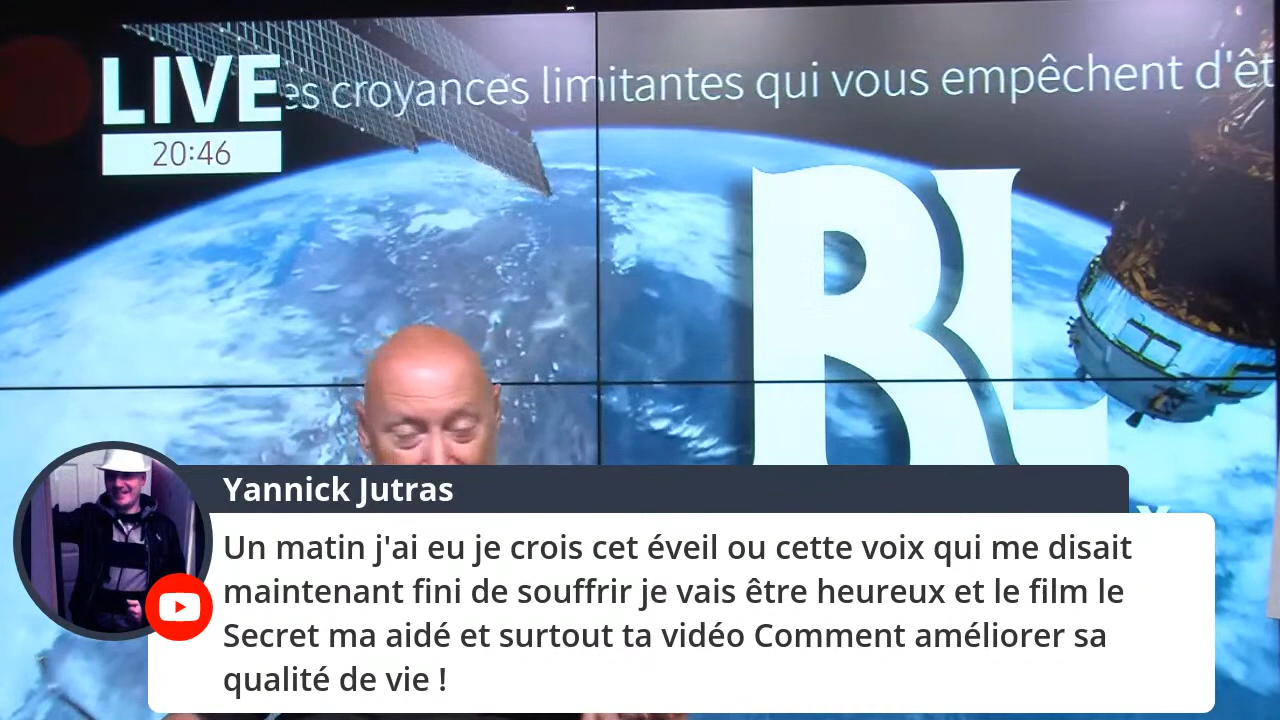 LIVE
es croyances limitantes qui vous empêchent d'êt
20:46
RL
Yannick Jutras
Un matin j'ai eu je crois cet éveil ou cette voix qui me disait
maintenant fini de souffrir je vais être heureux et le film le
Secret ma aidé et surtout ta vidéo Comment améliorer sa
qualité de vie !